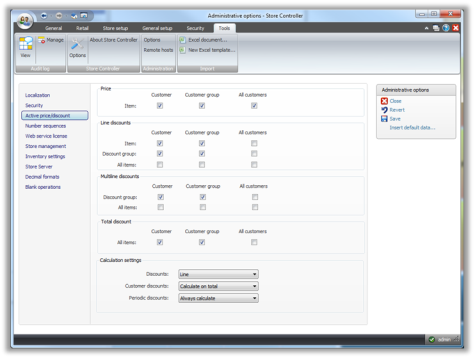 Administrative options - Store Controller
General Retail Store setup General setup Security Tools
View
Manage
Audit log
Options
About Store Controller
Store Controller
Options
Remote hosts
Administration
Excel document...
New Excel template...
Import
Localization
Security
Active price/discount
Number sequences
Web service license
Store management
Inventory settings
Store Server
Decimal formats
Blank operations
Price
Customer Customer group All customers
Item:
Line discounts
Customer Customer group All customers
Item:
Discount group:
All items:
Multiline discounts
Customer Customer group All customers
Discount group:
All items:
Total discount
Customer Customer group All customers
All items:
Calculation settings
Discounts: Line
Customer discounts: Calculate on total
Periodic discounts: Always calculate
Administrative options
Close
Revert
Save
Insert default data...
admin